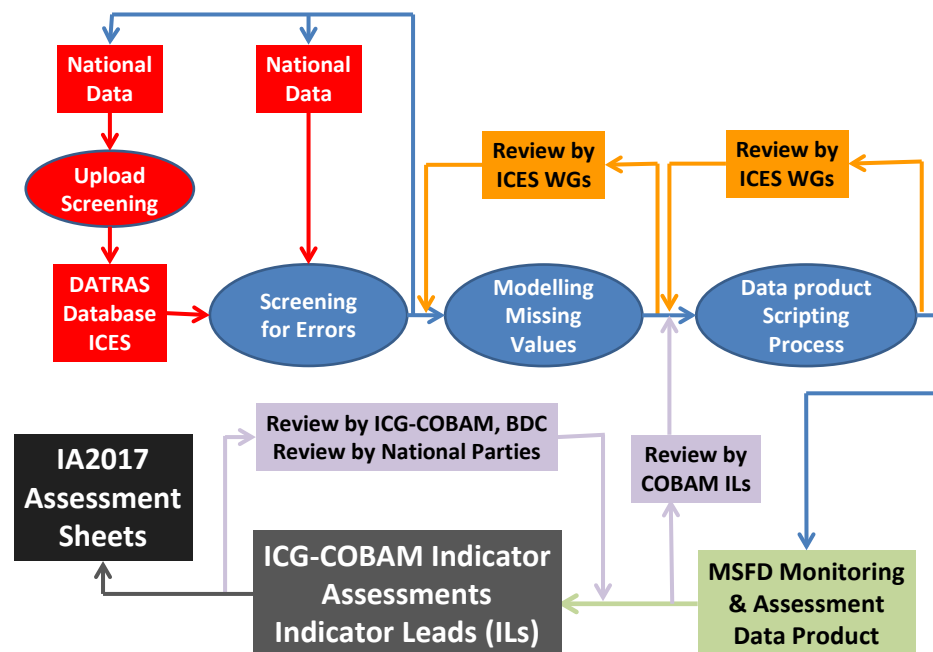 National
Data
National
Data
Upload
Screening
DATRAS
Database
ICES
Screening
for Errors
Review by
ICES WGs
Modelling
Missing
Values
Review by
ICES WGs
Data product
Scripting
Process
Review by ICG-COBAM, BDC
Review by National Parties
Review by
COBAM ILs
IA2017
Assessment
Sheets
ICG-COBAM Indicator
Assessments
Indicator Leads (ILs)
MSFD Monitoring
& Assessment
Data Product